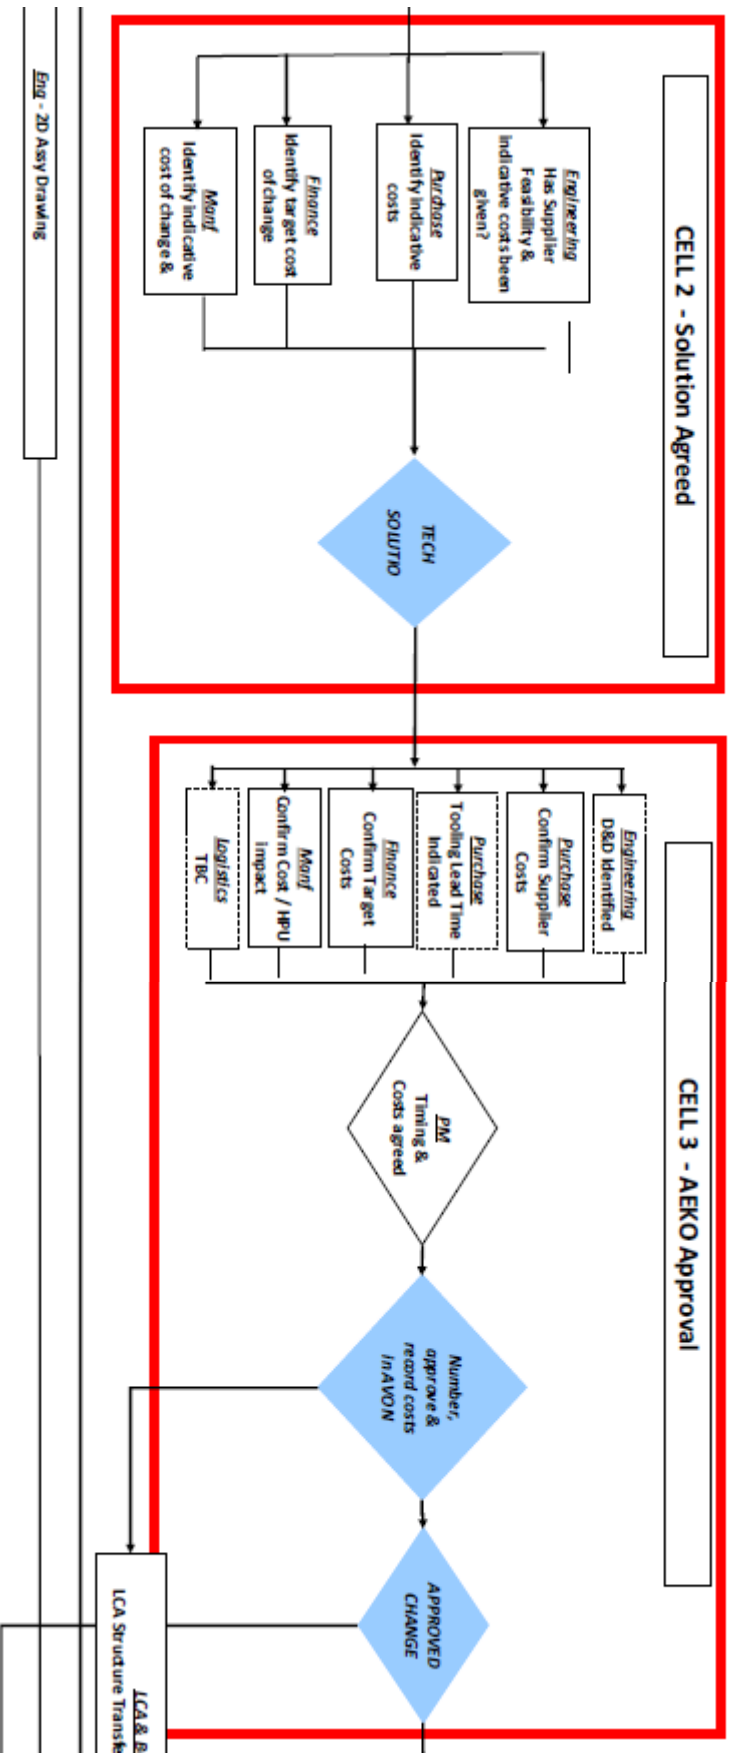 CELL 2 - Solution Agreed
Engineering
Has Supplier
Feasibility &
indicative costs been
given?
Purchase
Identify indicative
costs
Finance
Identify target cost
of change
Manf
Identify indicative
cost of change &
TECH
SOLUTIO
CELL 3 - AEKO Approval
Engineering
D&D Identified
Purchase
Confirm Supplier
Costs
Purchase
Tooling Lead Time
Indicated
Finance
Confirm Target
Costs
Manf
Confirm Cost / HPU
impact
Logistics
TBC
PM
Timing &
Costs agreed
Number,
approve &
record costs
in AVON
APPROVED
CHANGE
LCA & B
LCA Structure Transfe
Eng - 2D Assy Drawing